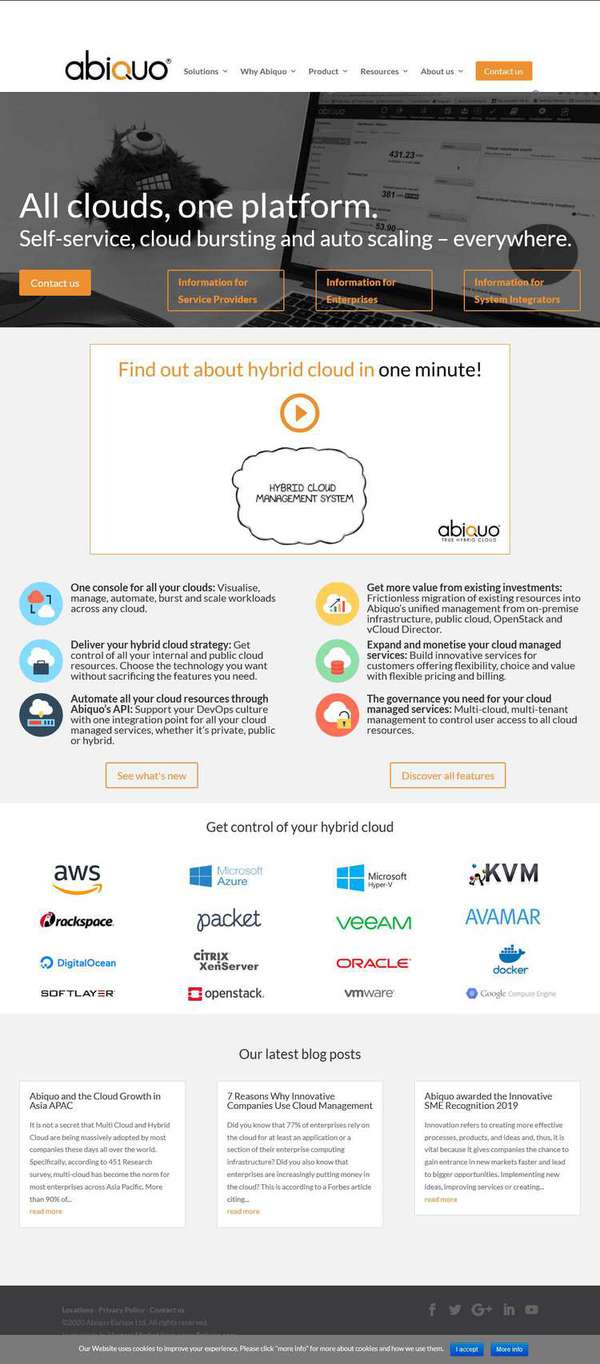 abiquo®
Solutions Why Abiquo Product Resources About us Contact us
abiquo
431.23
381
53.90
All clouds, one platform.
Self-service, cloud bursting and auto scaling – everywhere.
Contact us
Information for
Service Providers
Information for
Enterprises
Information for
System Integrators
Find out about hybrid cloud in one minute!
HYBRID CLOUD
MANAGEMENT SYSTEM
abiquo®
TRUE HYBRID CLOUD
One console for all your clouds: Visualise,
manage, automate, burst and scale workloads
across any cloud.
Get more value from existing investments:
Frictionless migration of existing resources into
Abiquo's unified management from on-premise
infrastructure, public cloud, OpenStack and
vCloud Director.
Deliver your hybrid cloud strategy: Get
control of all your internal and public cloud
resources. Choose the technology you want
without sacrificing the features you need.
Expand and monetise your cloud managed
services: Build innovative services for
customers offering flexibility, choice and value
with flexible pricing and billing.
Automate all your cloud resources through
Abiquo's API: Support your DevOps culture
with one integration point for all your cloud
managed services, whether it's private, public
or hybrid.
The governance you need for your cloud
managed services: Multi-cloud, multi-tenant
management to control user access to all cloud
resources.
See what's new
Discover all features
Get control of your hybrid cloud
aws
Microsoft
Azure
Microsoft
Hyper-V
KVM
rackspace.
packet
veeAM
AVAMAR
DigitalOcean
CİTRIX
XenServer
ORACLE®
docker
SOFTLAYER®
openstack.
vmware®
Google Compute Engine
Our latest blog posts
Abiquo and the Cloud Growth in
Asia APAC
It is not a secret that Multi Cloud and Hybrid
Cloud are being massively adopted by most
companies these days all over the world.
Specifically, according to 451 Research
survey, multi-cloud has become the norm for
most enterprises across Asia Pacific. More
than 90% of...
read more
7 Reasons Why Innovative
Companies Use Cloud Management
Did you know that 77% of enterprises rely on
the cloud for at least an application or a
section of their enterprise computing
infrastructure? Did you also know that
enterprises are increasingly putting money in
the cloud? This is according to a Forbes article
citing...
read more
Abiquo awarded the Innovative
SME Recognition 2019
Innovation refers to creating more effective
processes, products, and ideas and, thus, it is
vital because it gives companies the chance to
gain entrance in new markets faster and lead
to bigger opportunities. Implementing new
ideas, improving services or creating...
read more
Locations - Privacy Policy - Contact us
©2020 Abiquo Europe Ltd. All rights reserved.
Our Website uses cookies to improve your experience. Please click "more info" for more about cookies and how we use them. I accept More info